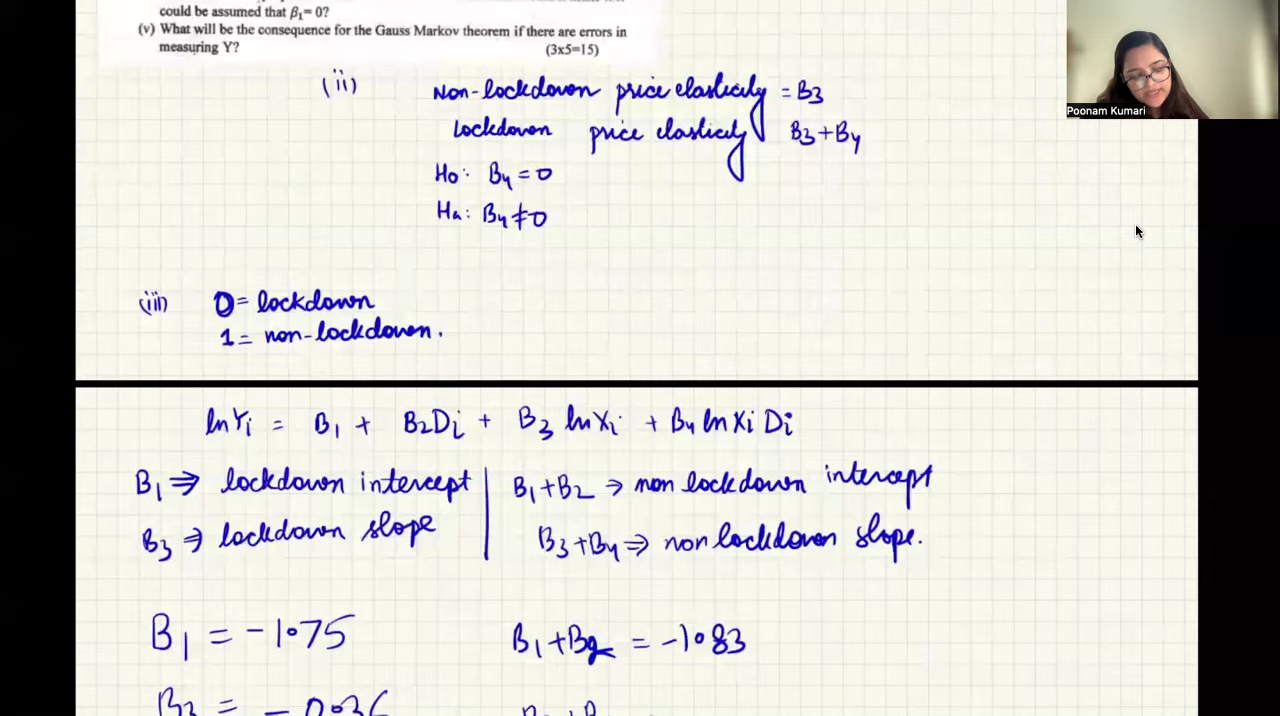 could be assumed that β₁= 0?
(v) What will be the consequence for the Gauss Markov theorem if there are errors in
measuring Y? (3x5=15)
Poonam Kumari
(ii) Non-lockdown price elasticity = B3
Lockdown price elasticity B3+B4
Ho: B4 = 0
Ha: B4 ≠ 0
(iii) 0 = lockdown
1 = non-lockdown.
lnYi = B1 + B2Di + B3 lnXi + B4 lnXi Di
B1 ⇒ lockdown intercept | B1+B2 → non lockdown intercept
B3 ⇒ lockdown slope | B3+B4 ⇒ non lockdown slope.
B1 = -1.75 B1+B2 = -1.83